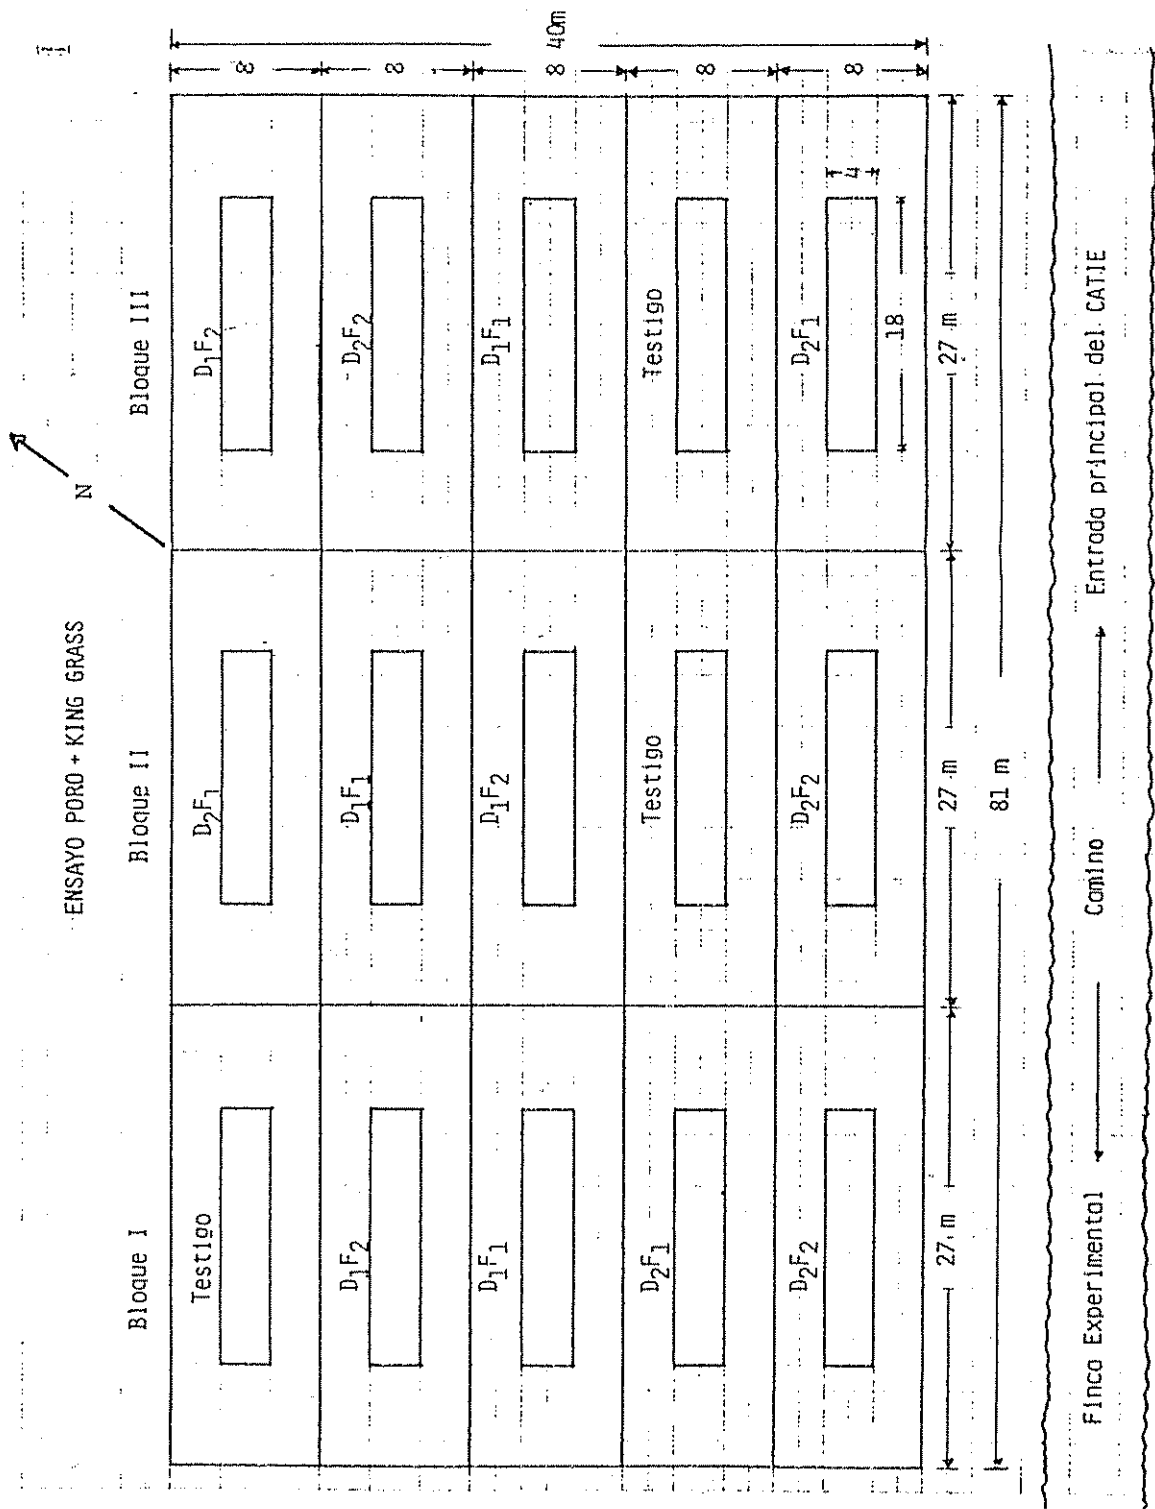 ENSAYO PORO + KING GRASS
N
Bloque I
Bloque II
Bloque III
Testigo
D2F1
D1F2
8
D1F2
D1F1
D2F2
8
D1F1
D1F2
D1F1
8
40m
D2F1
Testigo
Testigo
8
D2F2
D2F2
D2F1
4
8
18
27 m
27 m
27 m
81 m
Finca Experimental
Camino
Entrada principal del CATIE